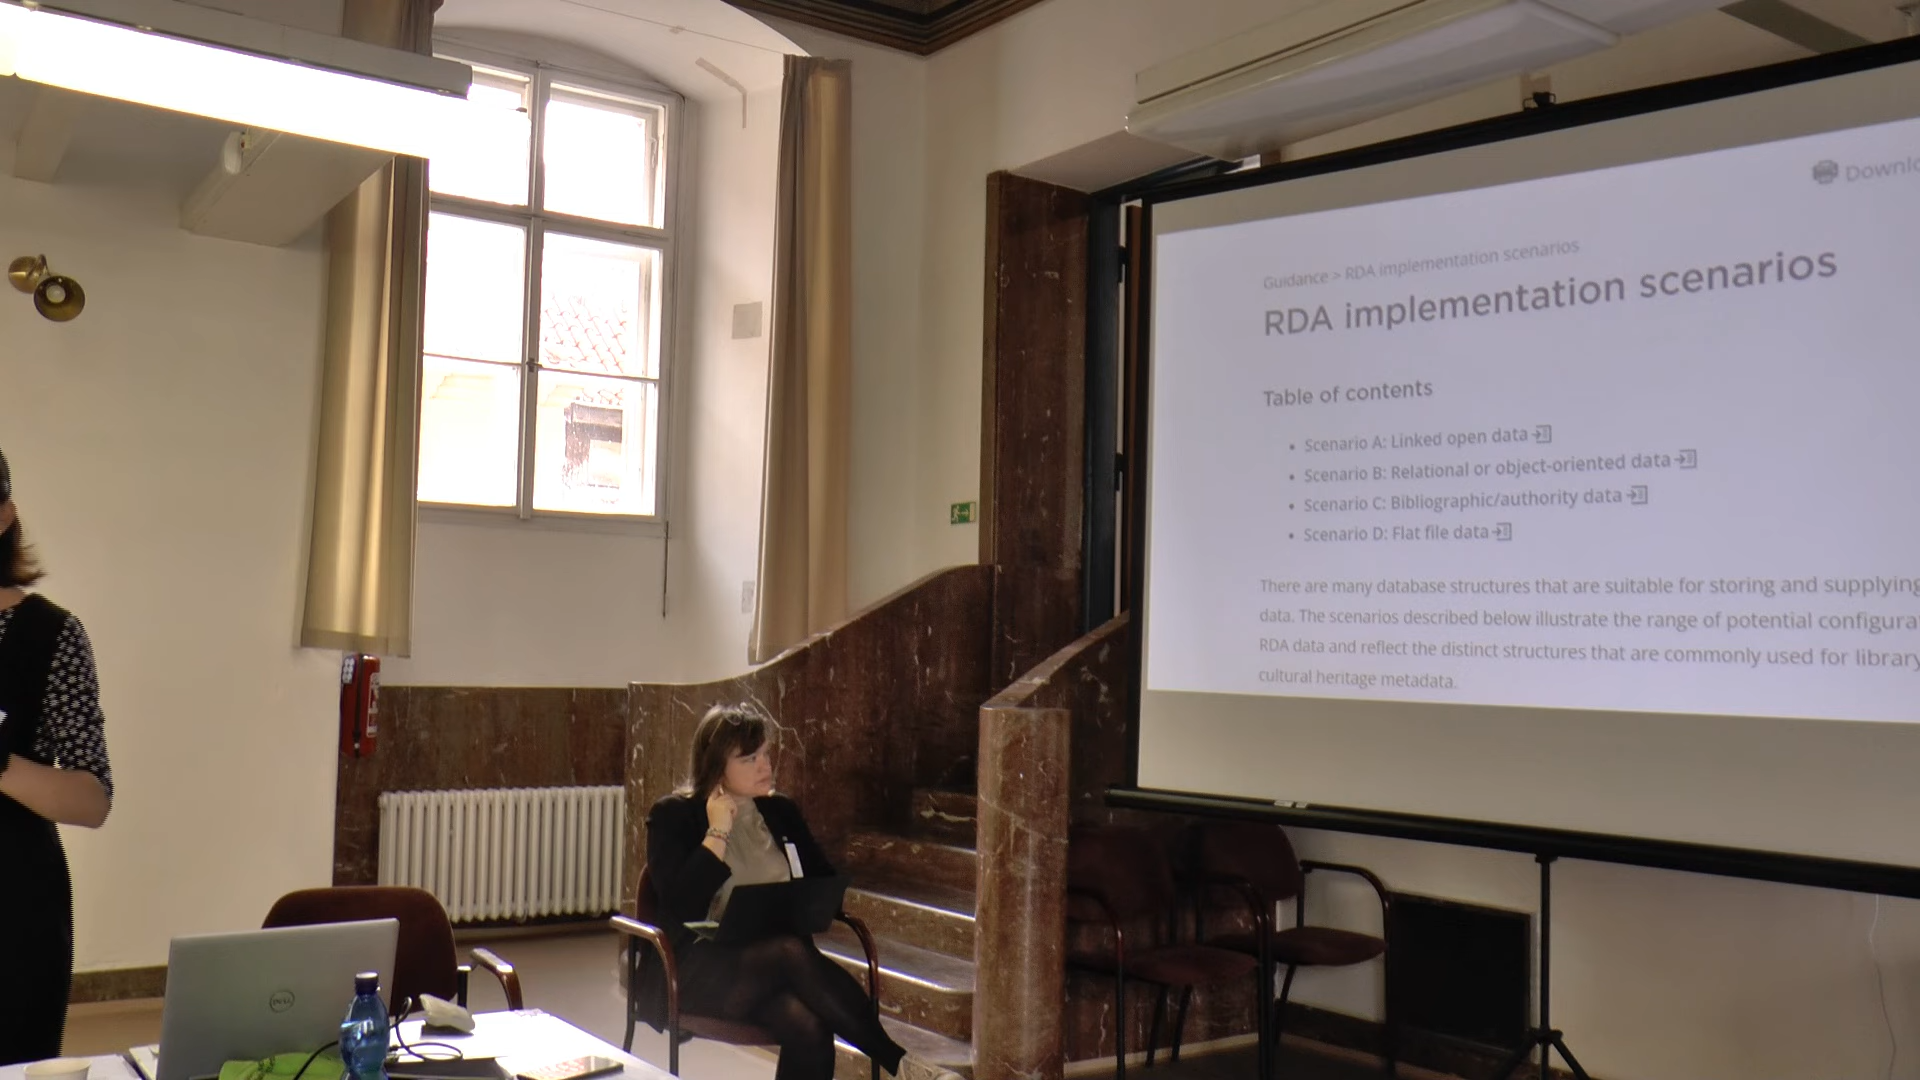 Downlo
Guidance > RDA implementation scenarios
RDA implementation scenarios
Table of contents
• Scenario A: Linked open data
• Scenario B: Relational or object-oriented data
• Scenario C: Bibliographic/authority data
• Scenario D: Flat file data
There are many database structures that are suitable for storing and supplying
data. The scenarios described below illustrate the range of potential configura
RDA data and reflect the distinct structures that are commonly used for library
cultural heritage metadata.
DELL